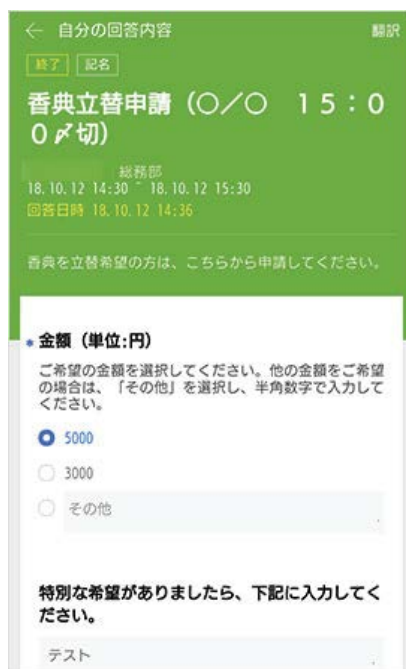 ← 自分の回答内容 翻訳
終了 記名
香典立替申請（○／○　１５：０
０〆切）
総務部
18.10.12 14:30 ~ 18.10.12 15:30
回答日時 18.10.12 14:36
香典を立替希望の方は、こちらから申請してください。
* 金額（単位:円）
ご希望の金額を選択してください。他の金額をご希望
の場合は、「その他」を選択し、半角数字で入力して
ください。
5000
3000
その他
特別な希望がありましたら、下記に入力してく
ださい。
テスト